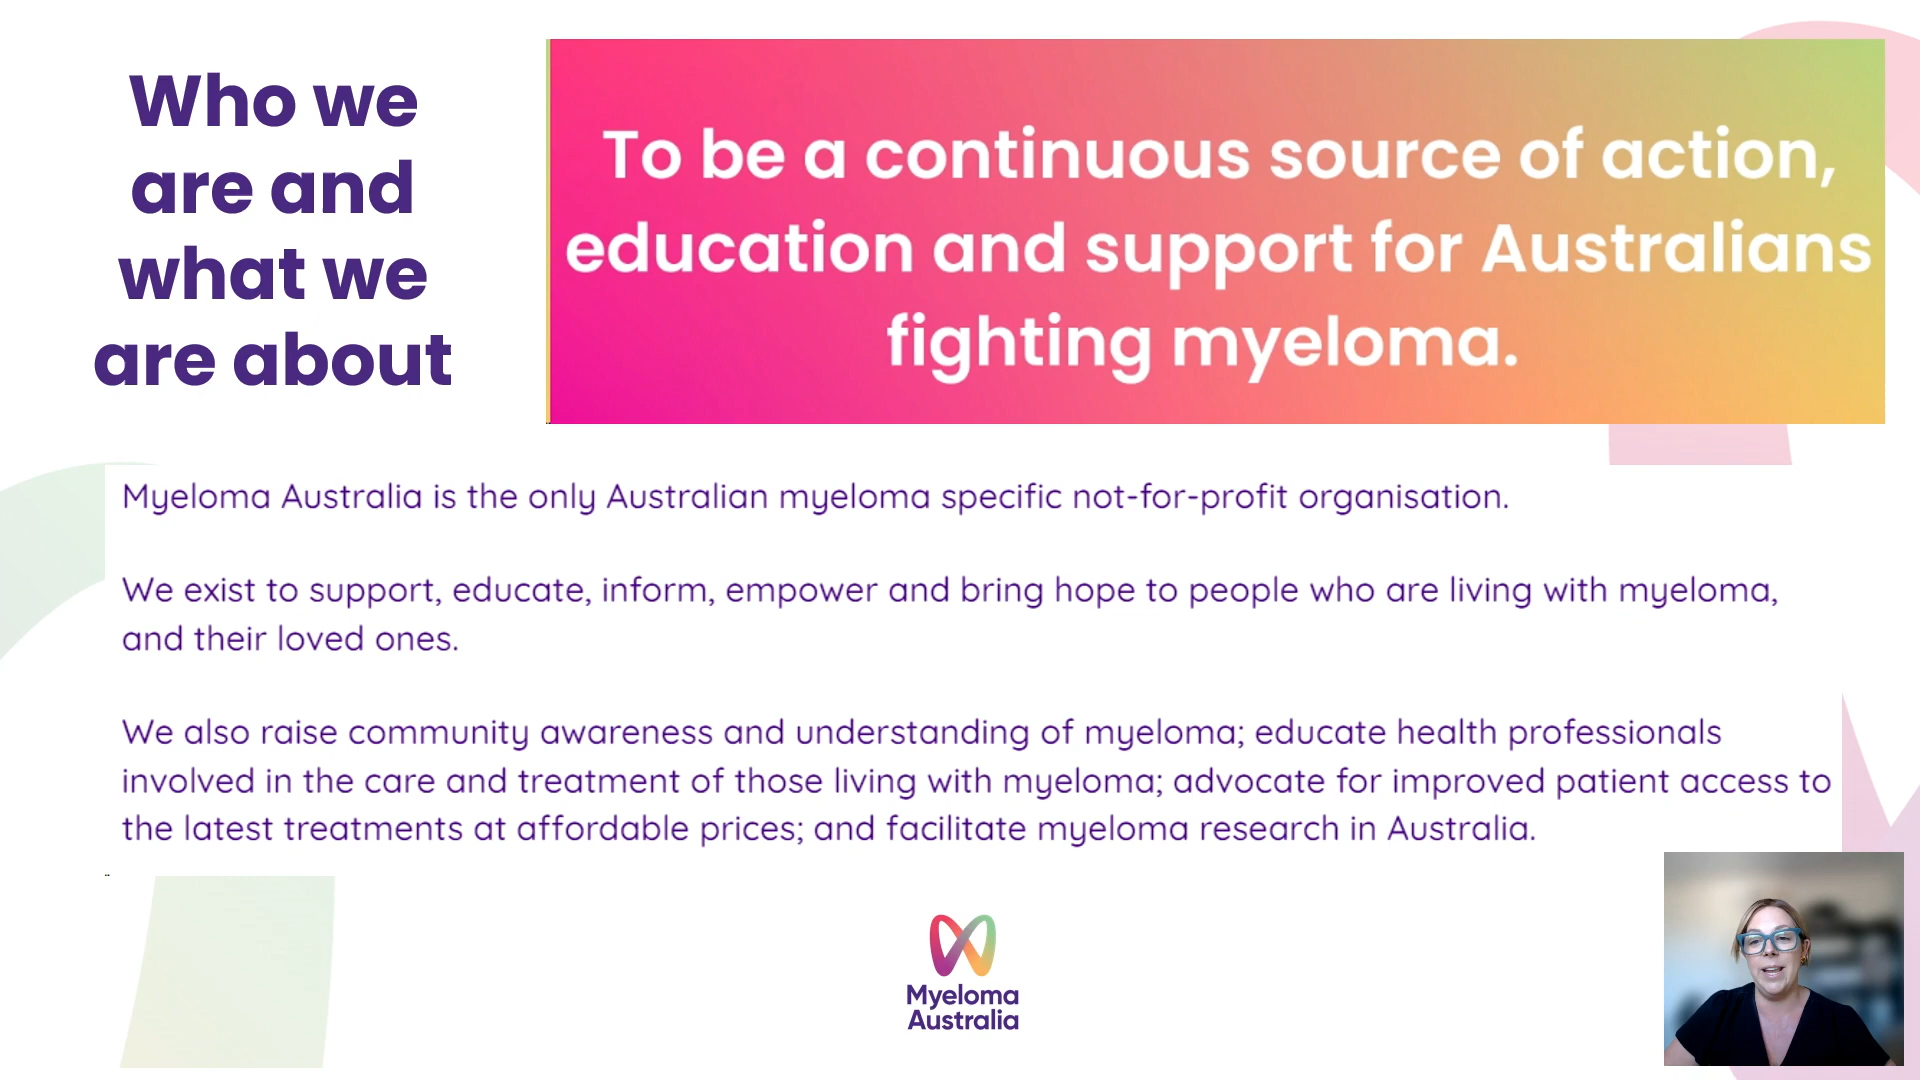 Who we
are and
what we
are about
To be a continuous source of action,
education and support for Australians
fighting myeloma.
Myeloma Australia is the only Australian myeloma specific not-for-profit organisation.
We exist to support, educate, inform, empower and bring hope to people who are living with myeloma,
and their loved ones.
We also raise community awareness and understanding of myeloma; educate health professionals
involved in the care and treatment of those living with myeloma; advocate for improved patient access to
the latest treatments at affordable prices; and facilitate myeloma research in Australia.
Myeloma
Australia